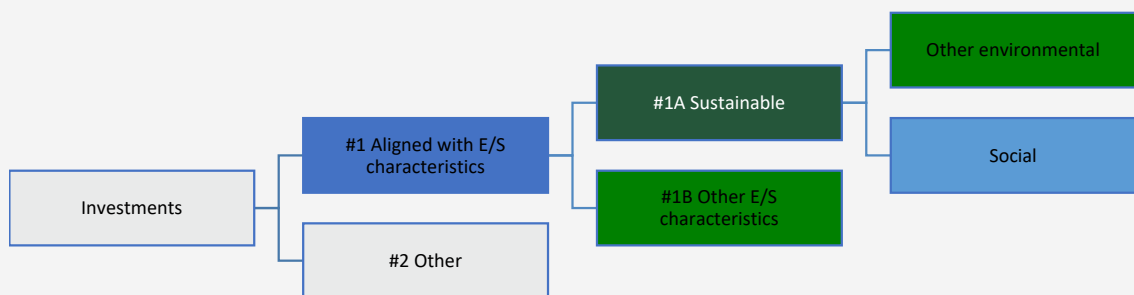 Investments
#1 Aligned with E/S
characteristics
#2 Other
#1A Sustainable
#1B Other E/S
characteristics
Other environmental
Social